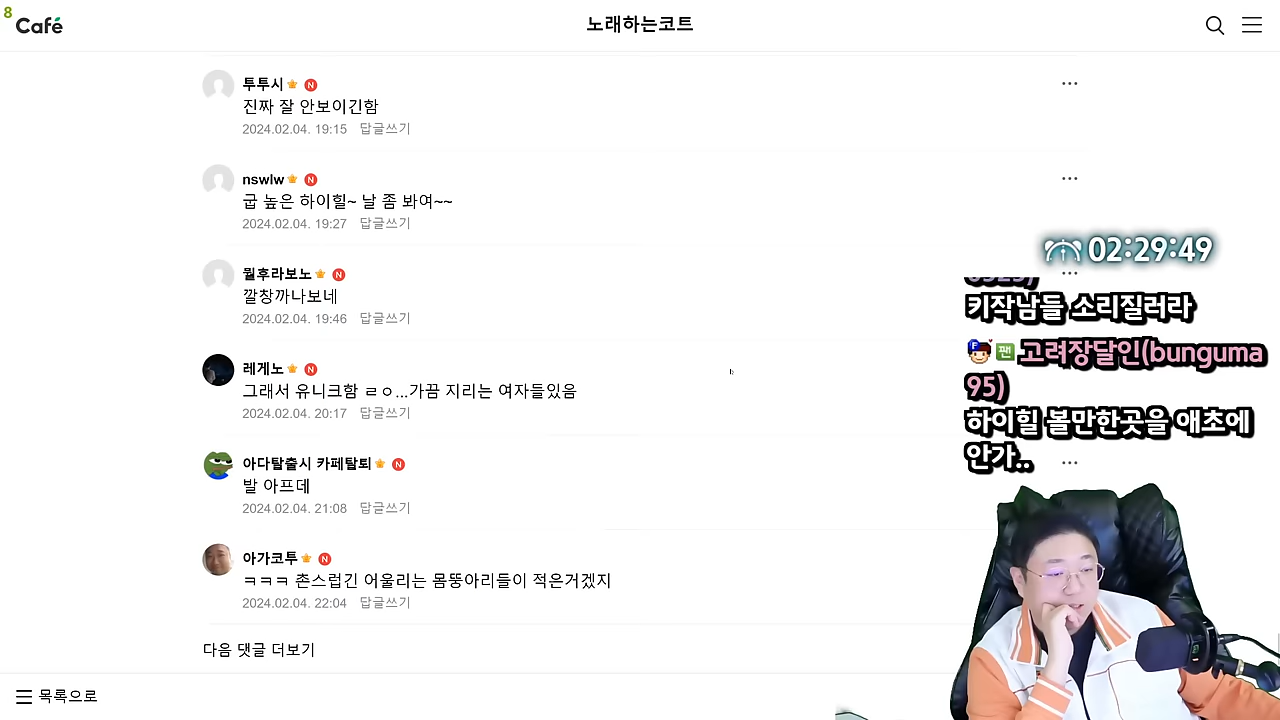 8
Café
노래하는코트
투투시
진짜 잘 안보이긴함
2024.02.04. 19:15 답글쓰기
nswlw
굽 높은 하이힐~ 날 좀 봐여~~
2024.02.04. 19:27 답글쓰기
뭘후라보노
깔창까나보네
2024.02.04. 19:46 답글쓰기
레게노
그래서 유니크함 ㄹㅇ...가끔 지리는 여자들있음
2024.02.04. 20:17 답글쓰기
아다탈출시 카페탈퇴
발 아프데
2024.02.04. 21:08 답글쓰기
아가코투
ㅋㅋㅋ 촌스럽긴 어울리는 몸뚱아리들이 적은거겠지
2024.02.04. 22:04 답글쓰기
다음 댓글 더보기
목록으로
02:29:49
키작남들 소리질러라
팬 고려장달인(bunguma
95)
하이힐 볼만한곳을 애초에
안가..